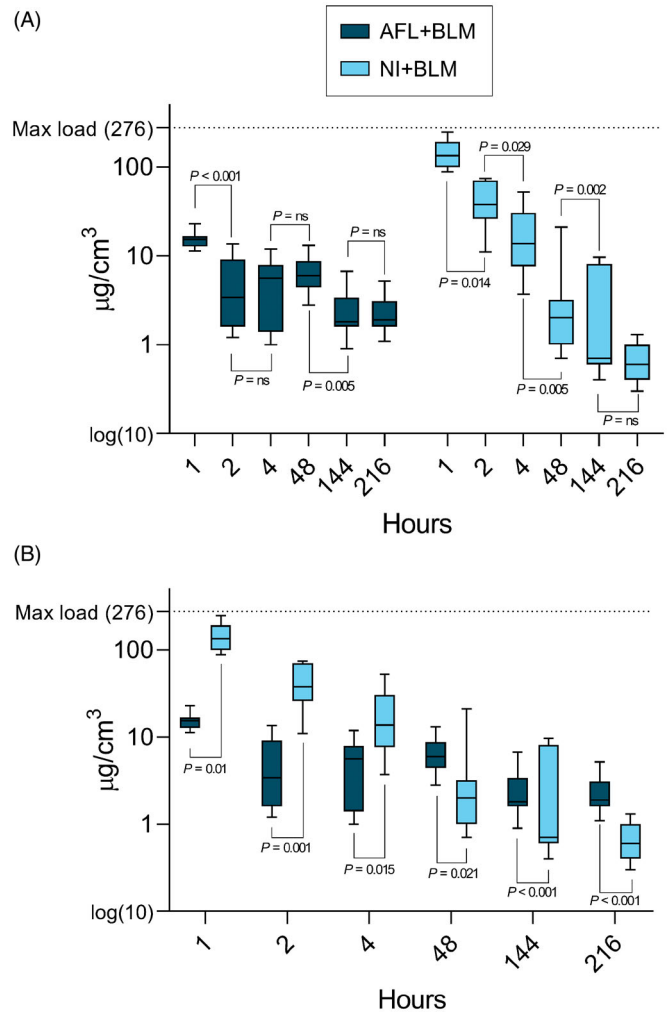 (A)
AFL+BLM
NI+BLM
Max load (276)
100
10
1
log(10)
µg/cm³
P < 0.001
P = ns
P = ns
P = 0.005
P = ns
P = 0.014
P = 0.029
P = 0.005
P = 0.002
P = ns
1 2 4 48 144 216 1 2 4 48 144 216
Hours
(B)
Max load (276)
100
10
1
log(10)
µg/cm³
P = 0.01
P = 0.001
P = 0.015
P = 0.021
P < 0.001
P < 0.001
1 2 4 48 144 216
Hours